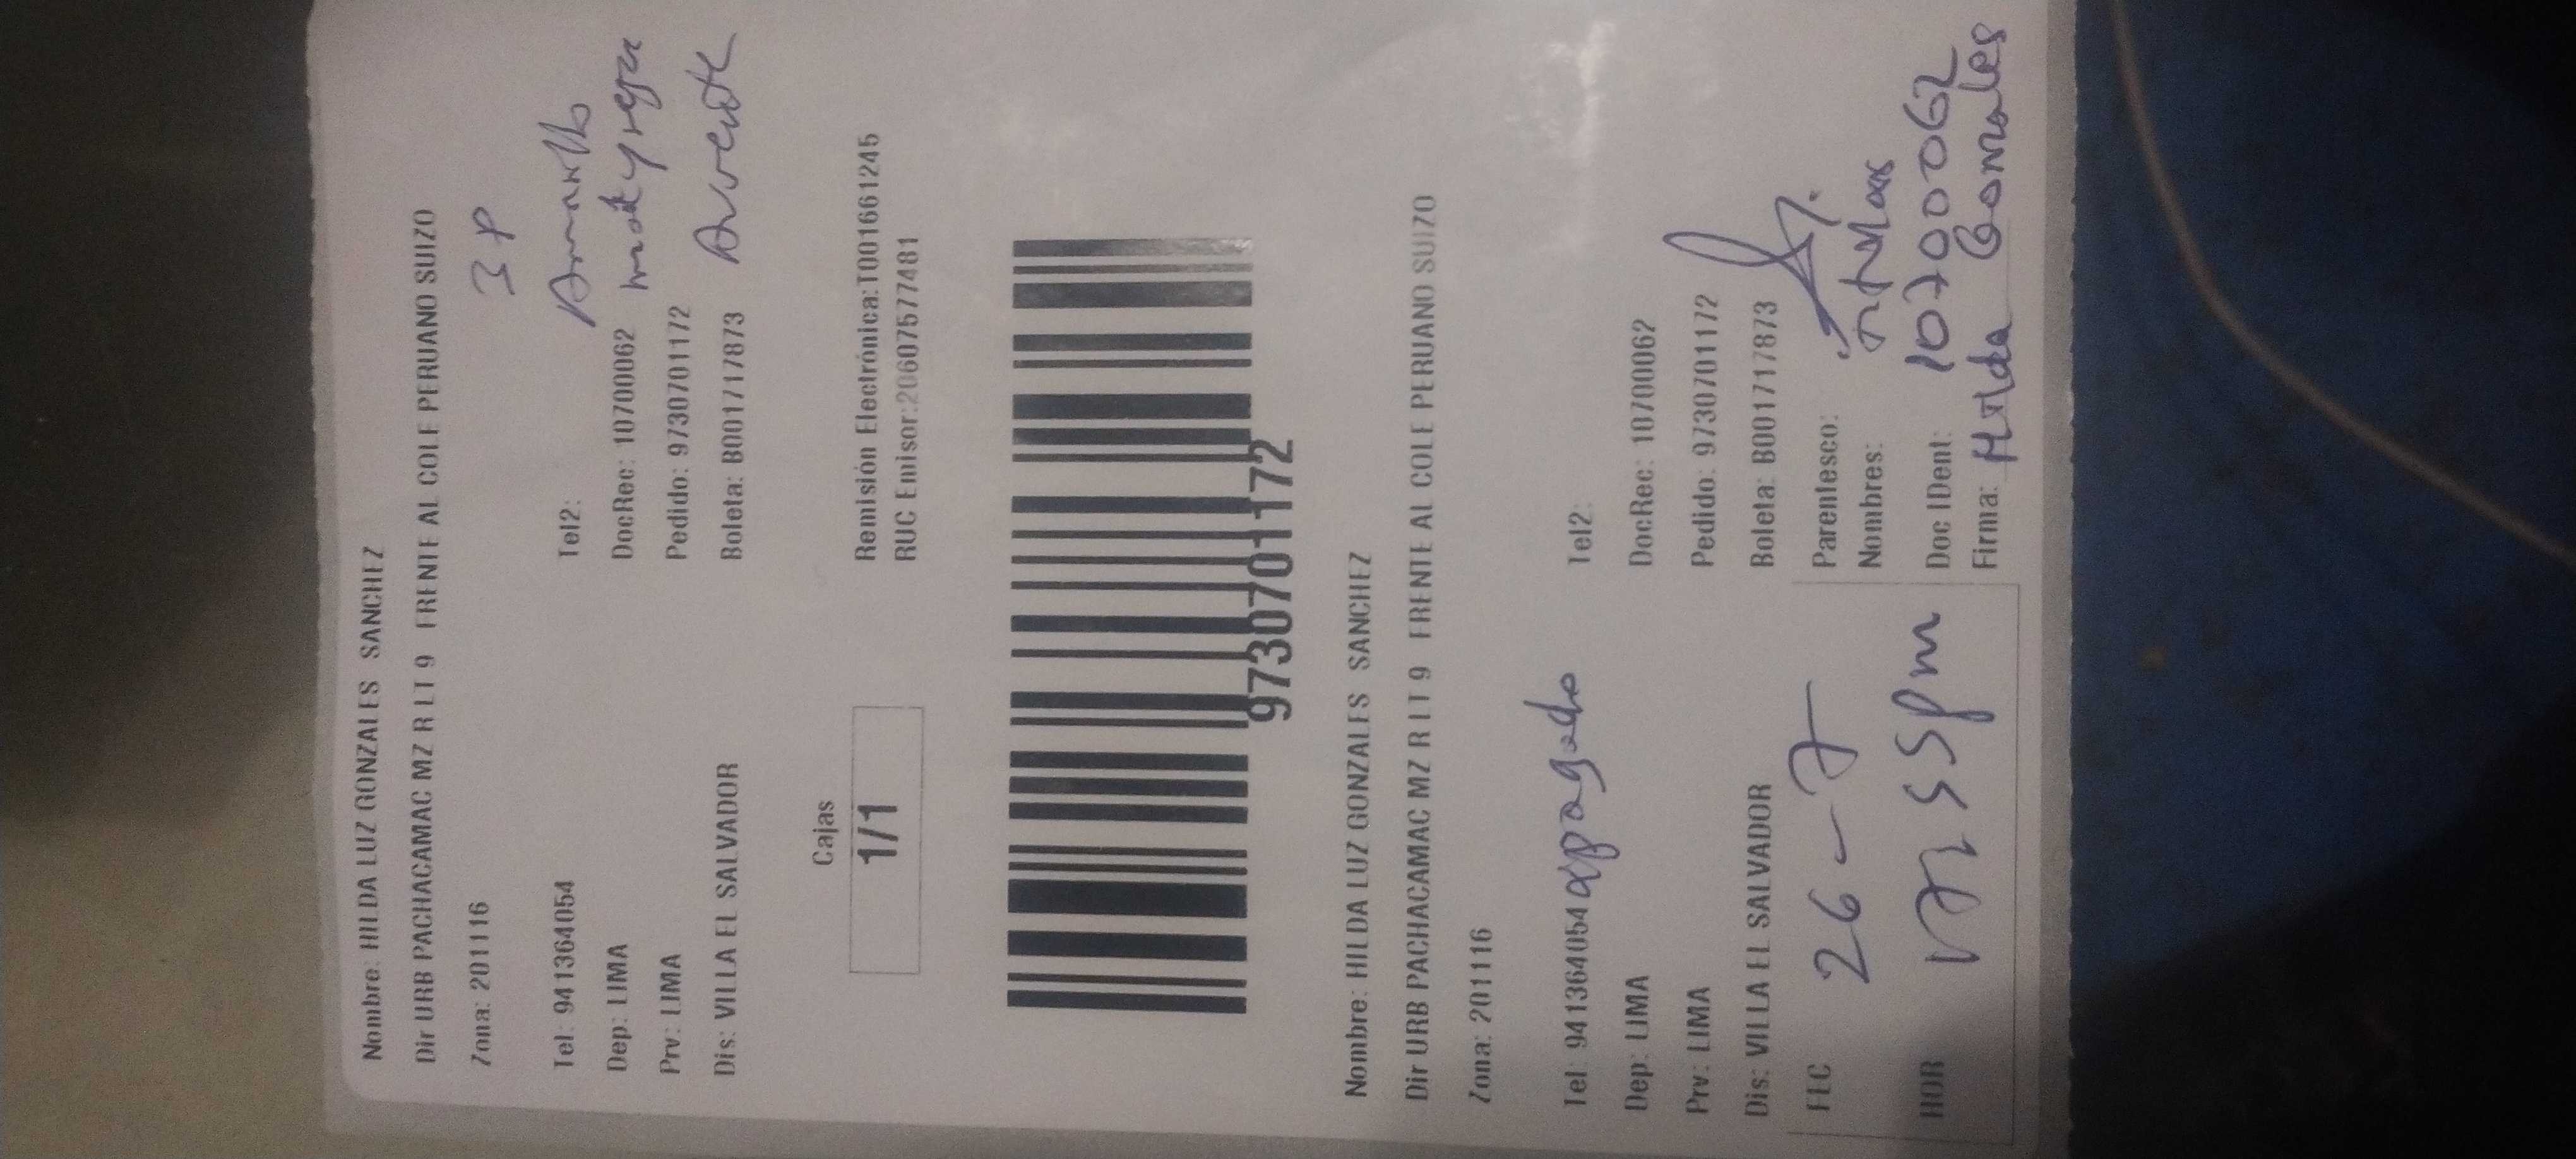 Nombre: HILDA LUZ GONZALES SANCHEZ
Dir URB PACHACAMAC MZ R LT 9 FRENTE AL COLE PERUANO SUIZO
Zona: 201116
3P
Tel: 941364054 Tel2:
Amarillo
Dep: LIMA DocRec: 10700062
Prv: LIMA Pedido: 9730701172
Dis: VILLA EL SALVADOR Boleta: B001717873
Cajas
1/1
Remisión Electrónica:T001661245
RUC Emisor:20607577481
9730701172
Nombre: HILDA LUZ GONZALES SANCHEZ
Dir URB PACHACAMAC MZ R LT 9 FRENTE AL COLE PERUANO SUIZO
Zona: 201116
Tel: 941364054 apagado Tel2:
Dep: LIMA DocRec: 10700062
Prv: LIMA Pedido: 9730701172
Dis: VILLA EL SALVADOR Boleta: B001717873
FEC 26-7
HOR
Parentesco: titular
Nombres:
Doc IDent: 10700062
Firma: Hilda Gonzales